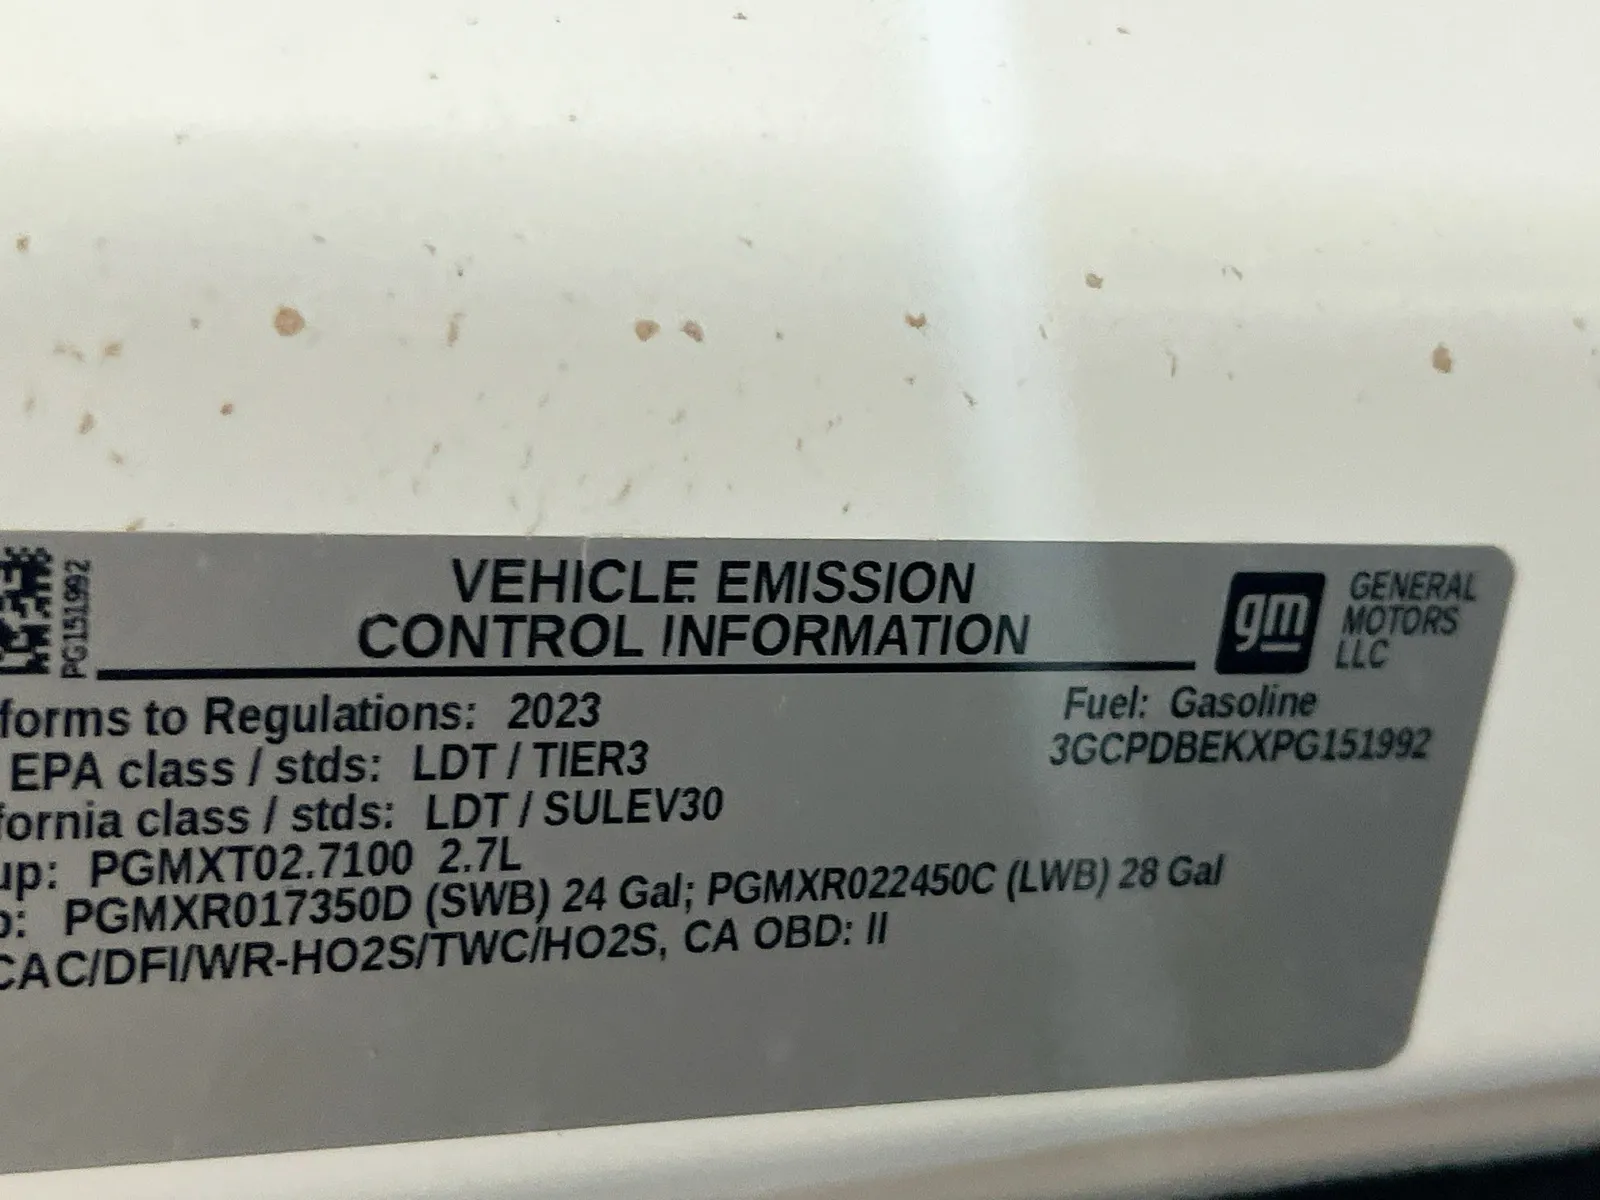 PG151992
VEHICLE EMISSION
CONTROL INFORMATION
gm
GENERAL
MOTORS
LLC
forms to Regulations: 2023
Fuel: Gasoline
EPA class / stds: LDT / TIER3
3GCPDBEKXPG151992
fornia class / stds: LDT / SULEV30
up: PGMXT02.7100 2.7L
: PGMXR017350D (SWB) 24 Gal; PGMXR022450C (LWB) 28 Gal
CAC/DFI/WR-HO2S/TWC/HO2S, CA OBD: II